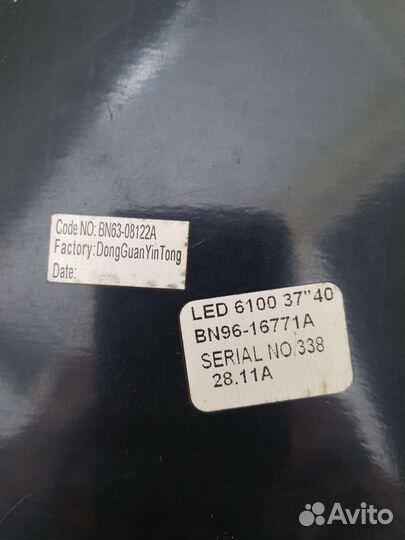 Code NO: BN63-08122A
Factory:DongGuanYinTong
Date:
LED 6100 37"40
BN96-16771A
SERIAL NO 338
28.11A
Avito